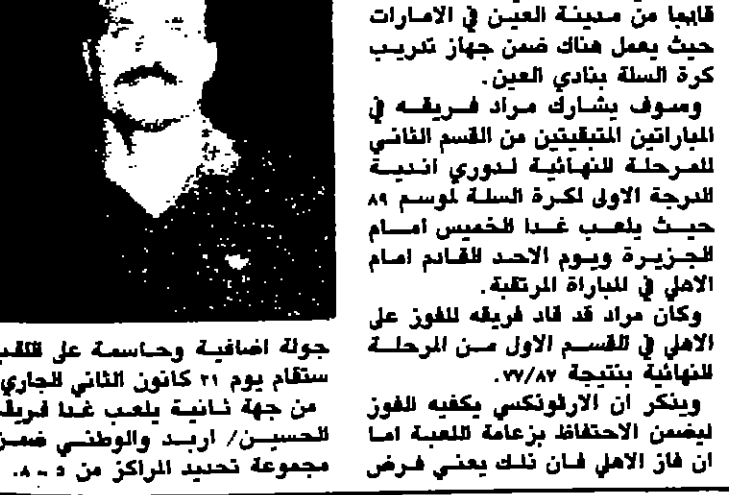 قادما من مدينة العين في الامارات
حيث يعمل هناك ضمن جهاز تدريب
كرة السلة بنادي العين.
وسوف يشارك مراد فريقه في
المباراتين المتبقيتين من القسم الثاني
للمرحلة النهائية لدوري اندية
الدرجة الاولى لكرة السلة لموسم ٨٩
حيث يلعب غدا الخميس امام
الجزيرة ويوم الاحد القادم امام
الاهلي في المباراة المرتقبة.
وكان مراد قد قاد فريقه للفوز على
الاهلي في القسم الاول من المرحلة
النهائية بنتيجة ٧٧/٨٧.
ويذكر ان الارثونكسي يكفيه الفوز
ليضمن الاحتفاظ بزعامة اللعبة اما
ان فاز الاهلي فان ذلك يعني فرض
جولة اضافية وحاسمة على اللقب
ستقام يوم ٢١ كانون الثاني الجاري
من جهة ثانية يلعب غدا فريقا
الحسين/ اربد والوطني ضمن
مجموعة تحديد المراكز من ٥ - ٨.